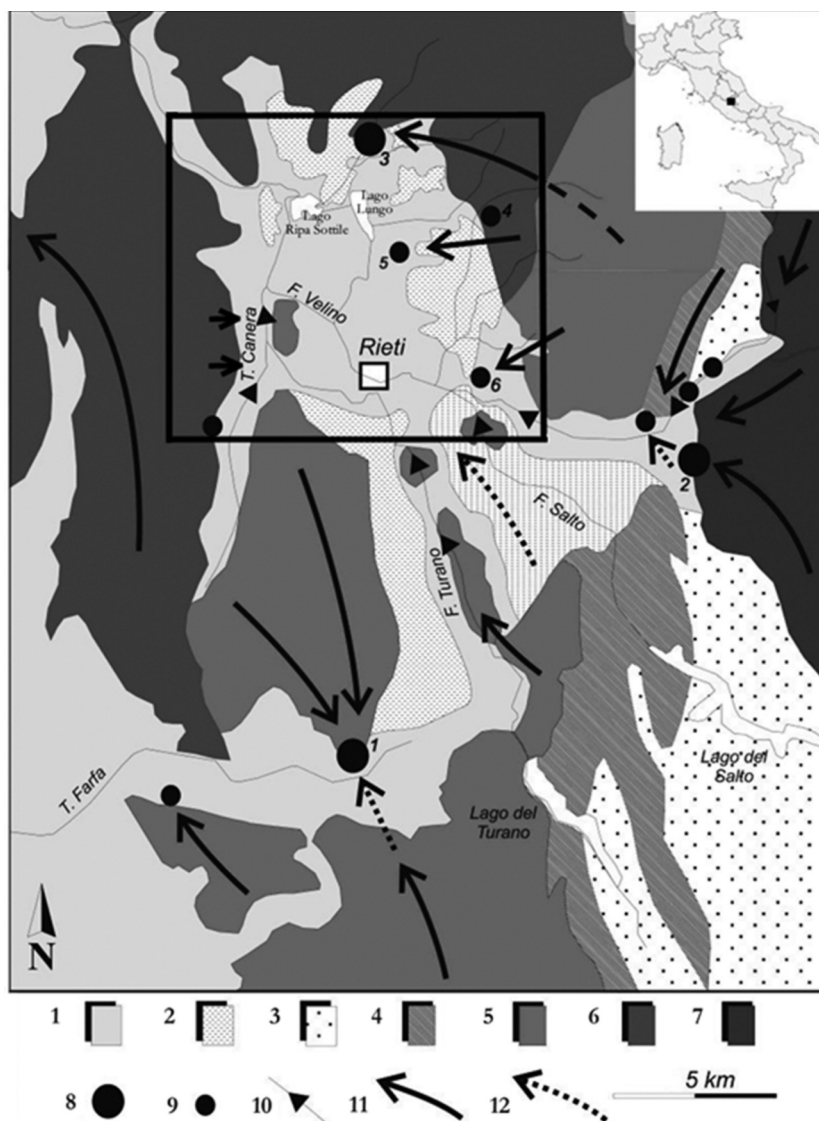 3
Lago
Lungo
Lago
Ripa Sottile
4
5
F. Velino
T. Canera
Rieti
6
2
F. Salto
F. Turano
1
T. Farfa
Lago del
Turano
Lago del
Salto
N
1 2 3 4 5 6 7
8 9 10 11 12 5 km